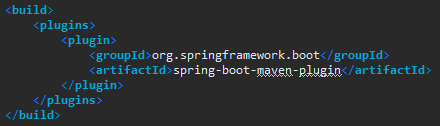 <build>
    <plugins>
        <plugin>
            <groupId>org.springframework.boot</groupId>
            <artifactId>spring-boot-maven-plugin</artifactId>
        </plugin>
    </plugins>
</build>